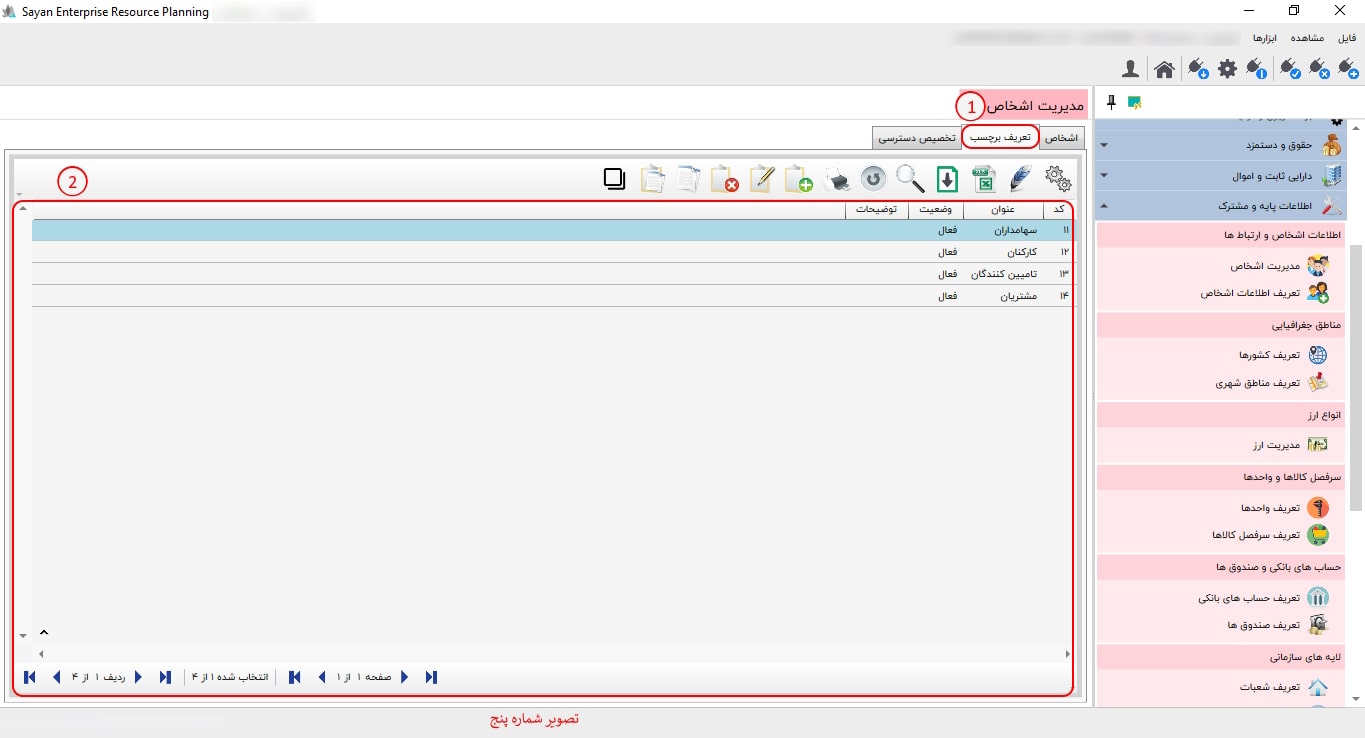 Sayan Enterprise Resource Planning
فایل مشاهده ابزارها
مدیریت اشخاص
1
اشخاص تعریف برچسب تخصیص دسترسی
2
کد عنوان وضعیت توضیحات
۱۱ سهامداران فعال
۱۲ کارکنان فعال
۱۳ تامیین کنندگان فعال
۱۴ مشتریان فعال
ردیف ۱ از ۴
انتخاب شده ۱ از ۴
صفحه ۱ از ۱
حقوق و دستمزد
دارایی ثابت و اموال
اطلاعات پایه و مشترک
اطلاعات اشخاص و ارتباط ها
مدیریت اشخاص
تعریف اطلاعات اشخاص
مناطق جغرافیایی
تعریف کشورها
تعریف مناطق شهری
انواع ارز
مدیریت ارز
سرفصل کالاها و واحدها
تعریف واحدها
تعریف سرفصل کالاها
حساب های بانکی و صندوق ها
تعریف حساب های بانکی
تعریف صندوق ها
لایه های سازمانی
تعریف شعبات
تصویر شماره پنج